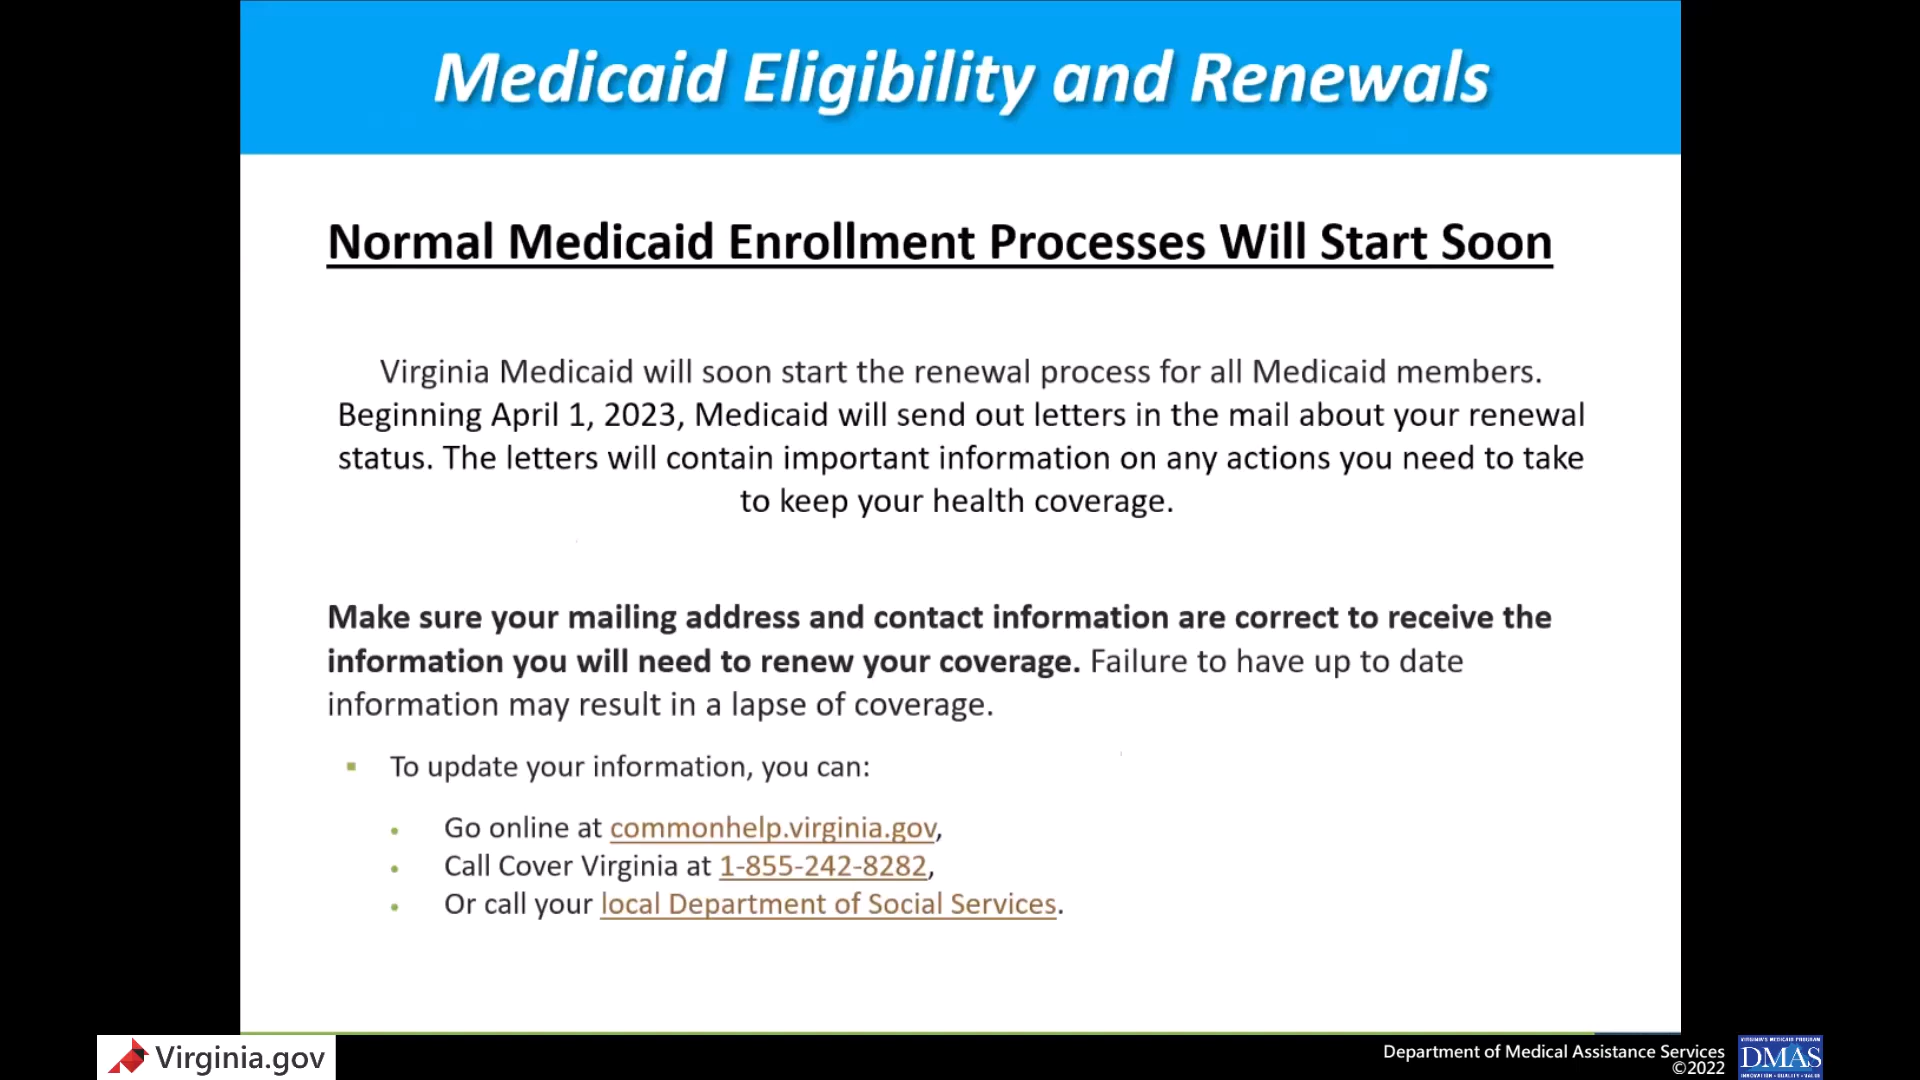 Medicaid Eligibility and Renewals
Normal Medicaid Enrollment Processes Will Start Soon
Virginia Medicaid will soon start the renewal process for all Medicaid members.
Beginning April 1, 2023, Medicaid will send out letters in the mail about your renewal
status. The letters will contain important information on any actions you need to take
to keep your health coverage.
Make sure your mailing address and contact information are correct to receive the
information you will need to renew your coverage. Failure to have up to date
information may result in a lapse of coverage.
To update your information, you can:
Go online at commonhelp.virginia.gov,
Call Cover Virginia at 1-855-242-8282,
Or call your local Department of Social Services.
Virginia.gov
Department of Medical Assistance Services
©2022
VIRGINIA'S MEDICAID PROGRAM
DMAS
INNOVATION • QUALITY • VALUE